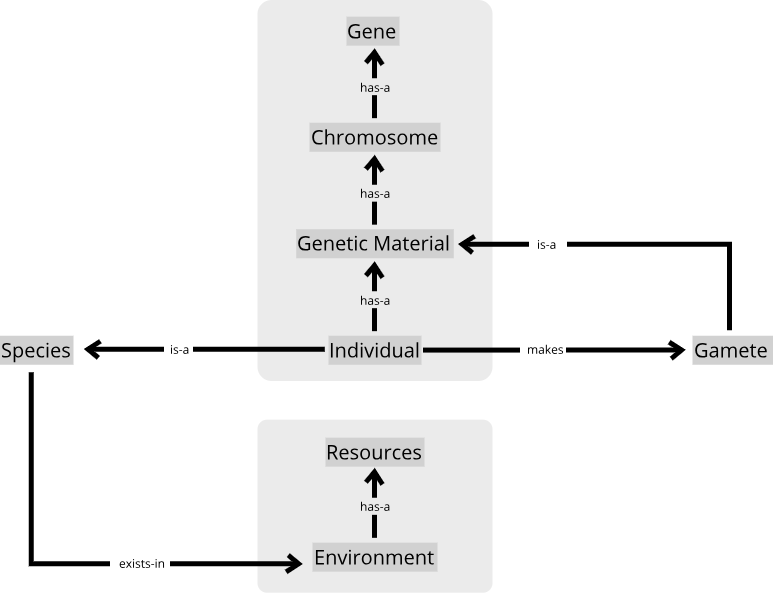 Gene
has-a
Chromosome
has-a
Genetic Material
is-a
has-a
Species
is-a
Individual
makes
Gamete
Resources
has-a
Environment
exists-in